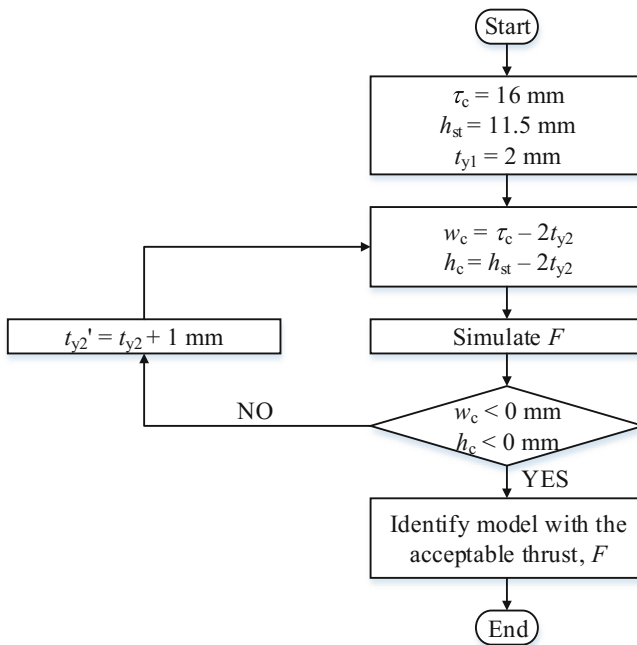 Start
τc = 16 mm
hst = 11.5 mm
ty1 = 2 mm
wc = τc – 2ty2
hc = hst – 2ty2
ty2' = ty2 + 1 mm
Simulate F
NO
wc < 0 mm
hc < 0 mm
YES
Identify model with the
acceptable thrust, F
End